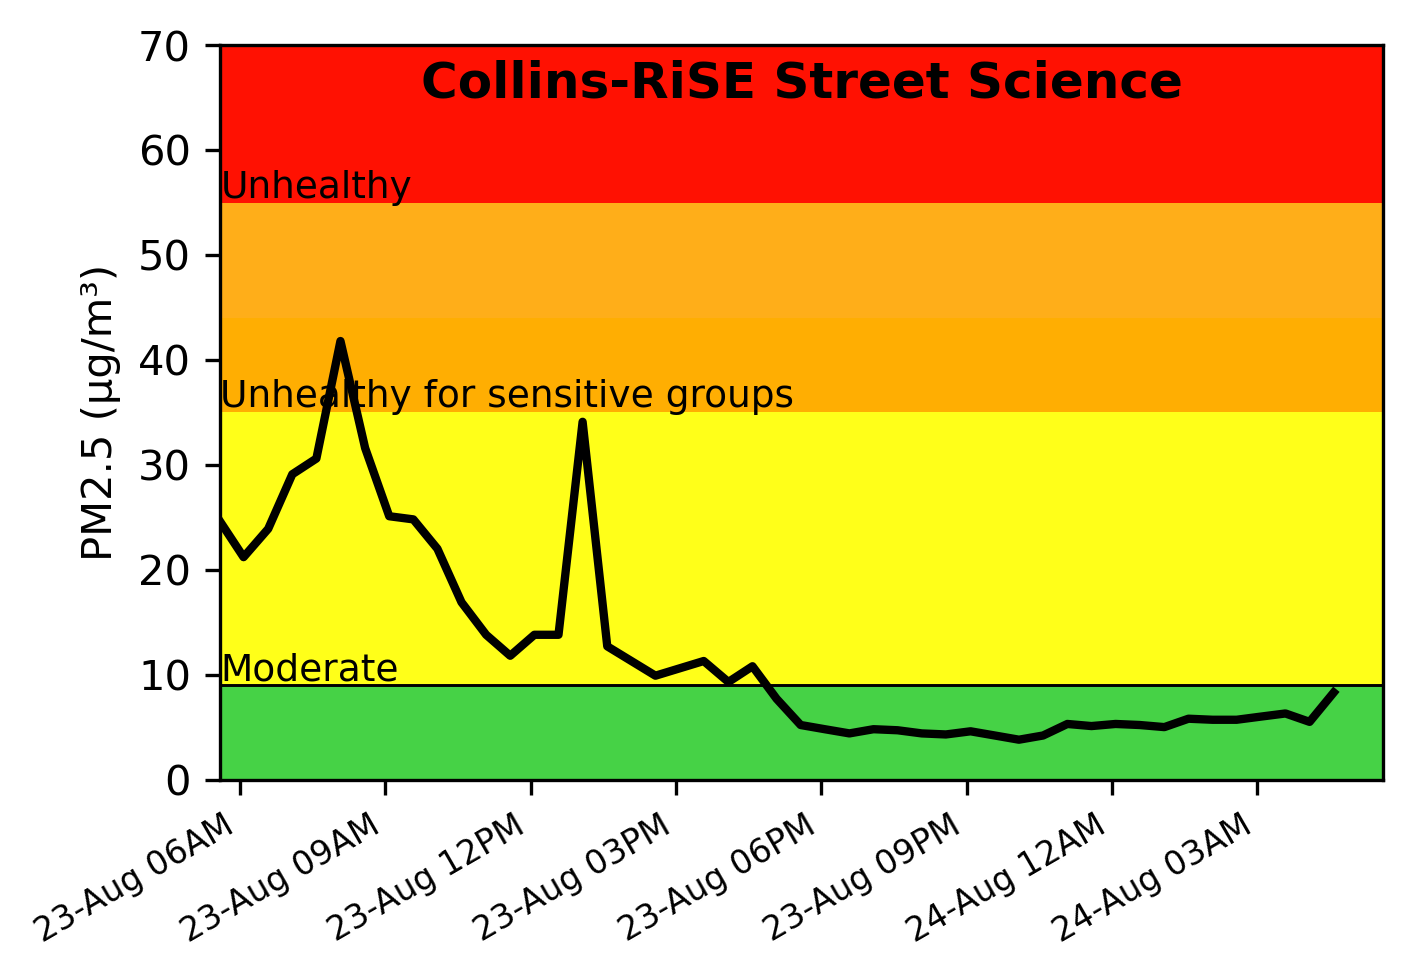 Collins-RiSE Street Science
PM2.5 (µg/m³)
70
60
50
40
30
20
10
0
Unhealthy
Unhealthy for sensitive groups
Moderate
23-Aug 06AM
23-Aug 09AM
23-Aug 12PM
23-Aug 03PM
23-Aug 06PM
23-Aug 09PM
24-Aug 12AM
24-Aug 03AM